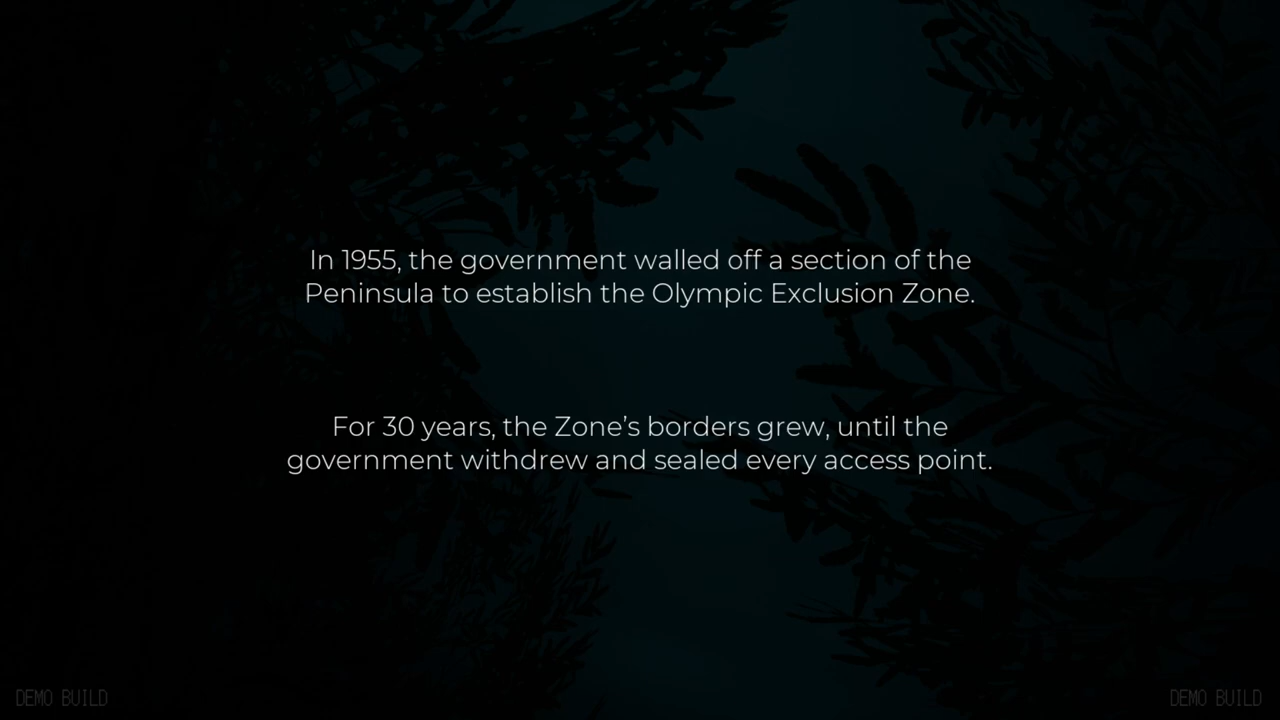 In 1955, the government walled off a section of the
Peninsula to establish the Olympic Exclusion Zone.
For 30 years, the Zone’s borders grew, until the
government withdrew and sealed every access point.
DEMO BUILD
DEMO BUILD